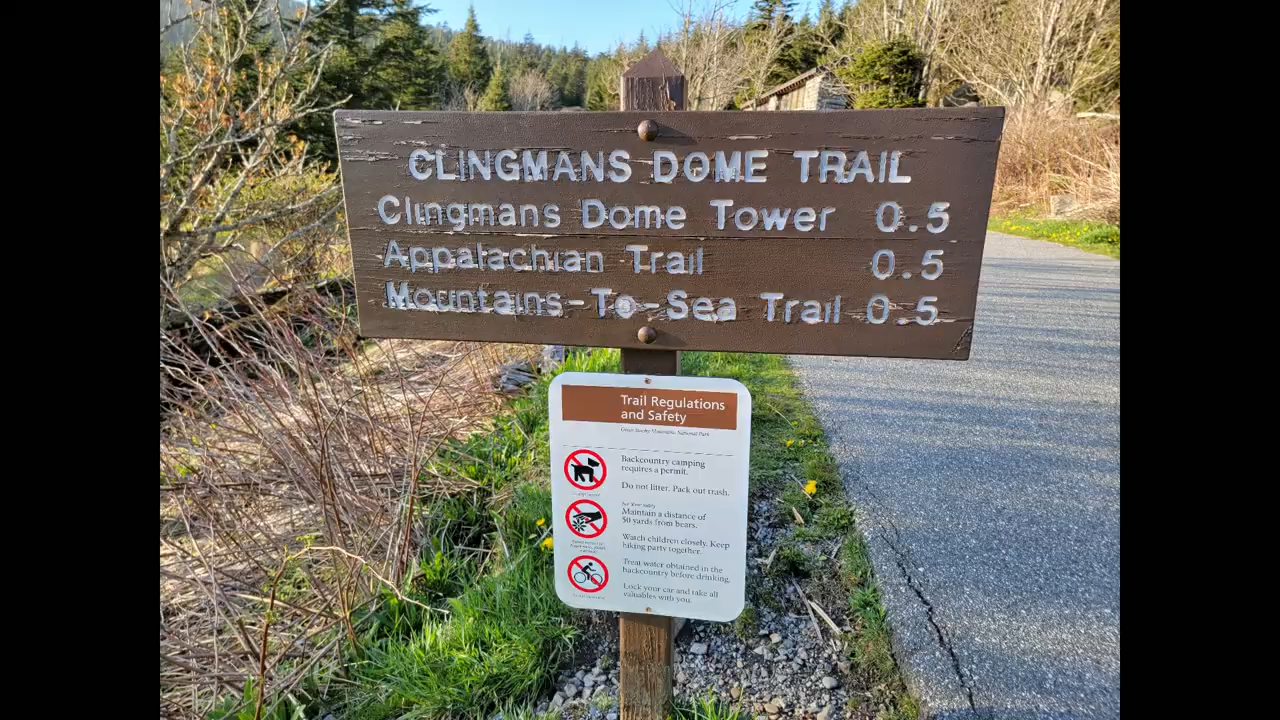 CLINGMANS DOME TRAIL
Clingmans Dome Tower 0.5
Appalachian Trail 0.5
Mountains-To-Sea Trail 0.5
Trail Regulations
and Safety
Great Smoky Mountains National Park
Backcountry camping
requires a permit.
Do not litter. Pack out trash.
For Your Safety
Maintain a distance of
50 yards from bears.
Watch children closely. Keep
hiking party together.
Treat water obtained in the
backcountry before drinking.
Lock your car and take all
valuables with you.